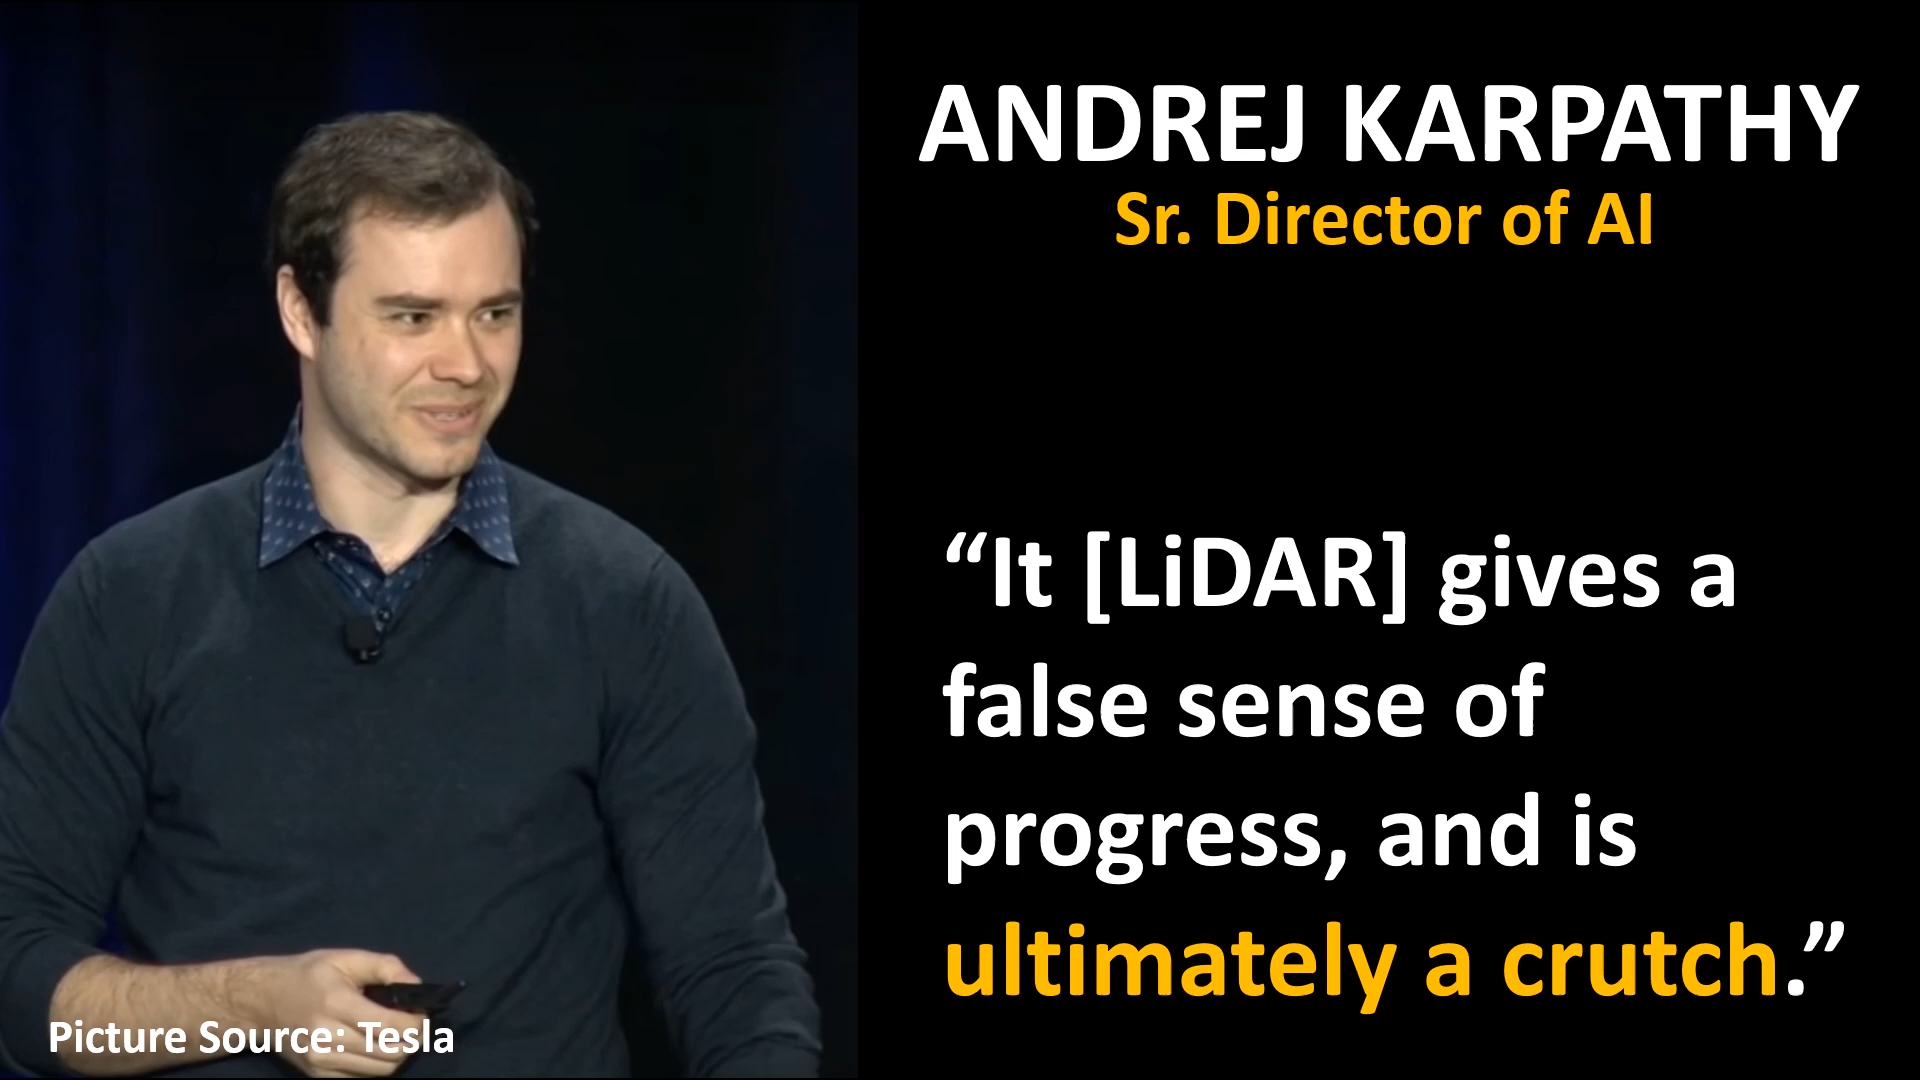 ANDREJ KARPATHY
Sr. Director of AI
“It [LiDAR] gives a
false sense of
progress, and is
ultimately a crutch.”
Picture Source: Tesla